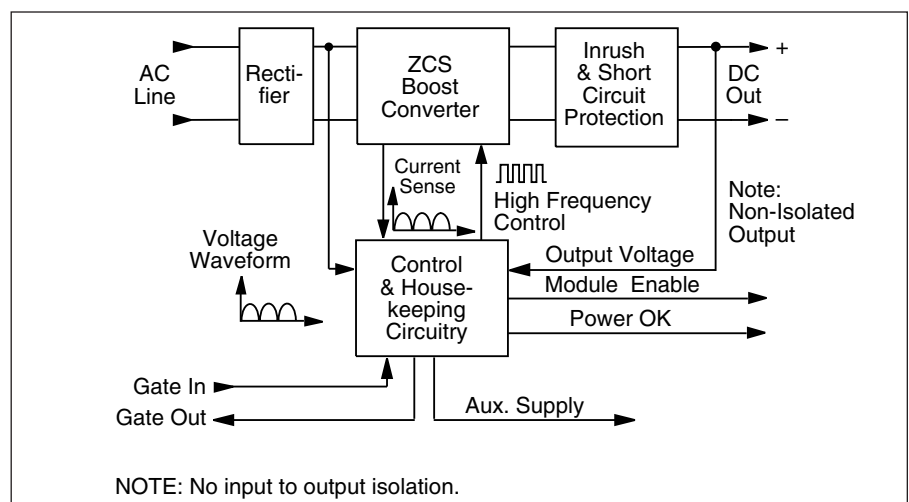 AC
Line
Recti-
fier
ZCS
Boost
Converter
Inrush
& Short
Circuit
Protection
+
DC
Out
–
Current
Sense
High Frequency
Control
Note:
Non-Isolated
Output
Voltage
Waveform
Control
& House-
keeping
Circuitry
Output Voltage
Module Enable
Power OK
Gate In
Gate Out
Aux. Supply
NOTE: No input to output isolation.